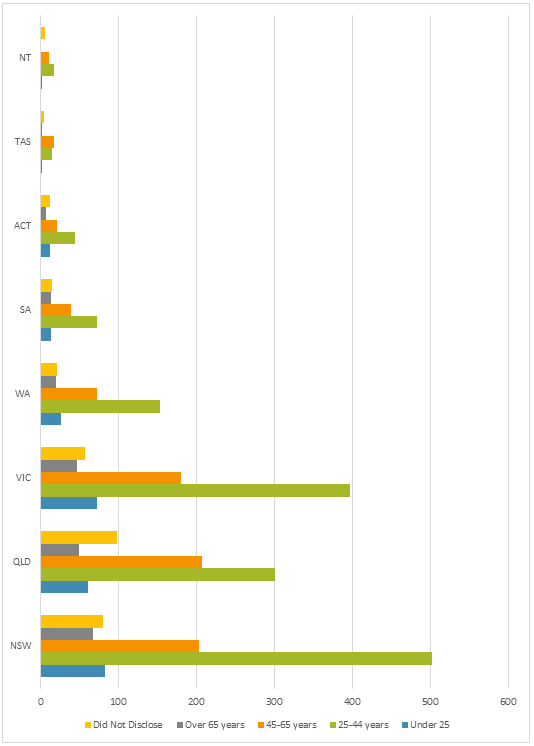 NT
TAS
ACT
SA
WA
VIC
QLD
NSW
0 100 200 300 400 500 600
Did Not Disclose Over 65 years 45-65 years 25-44 years Under 25